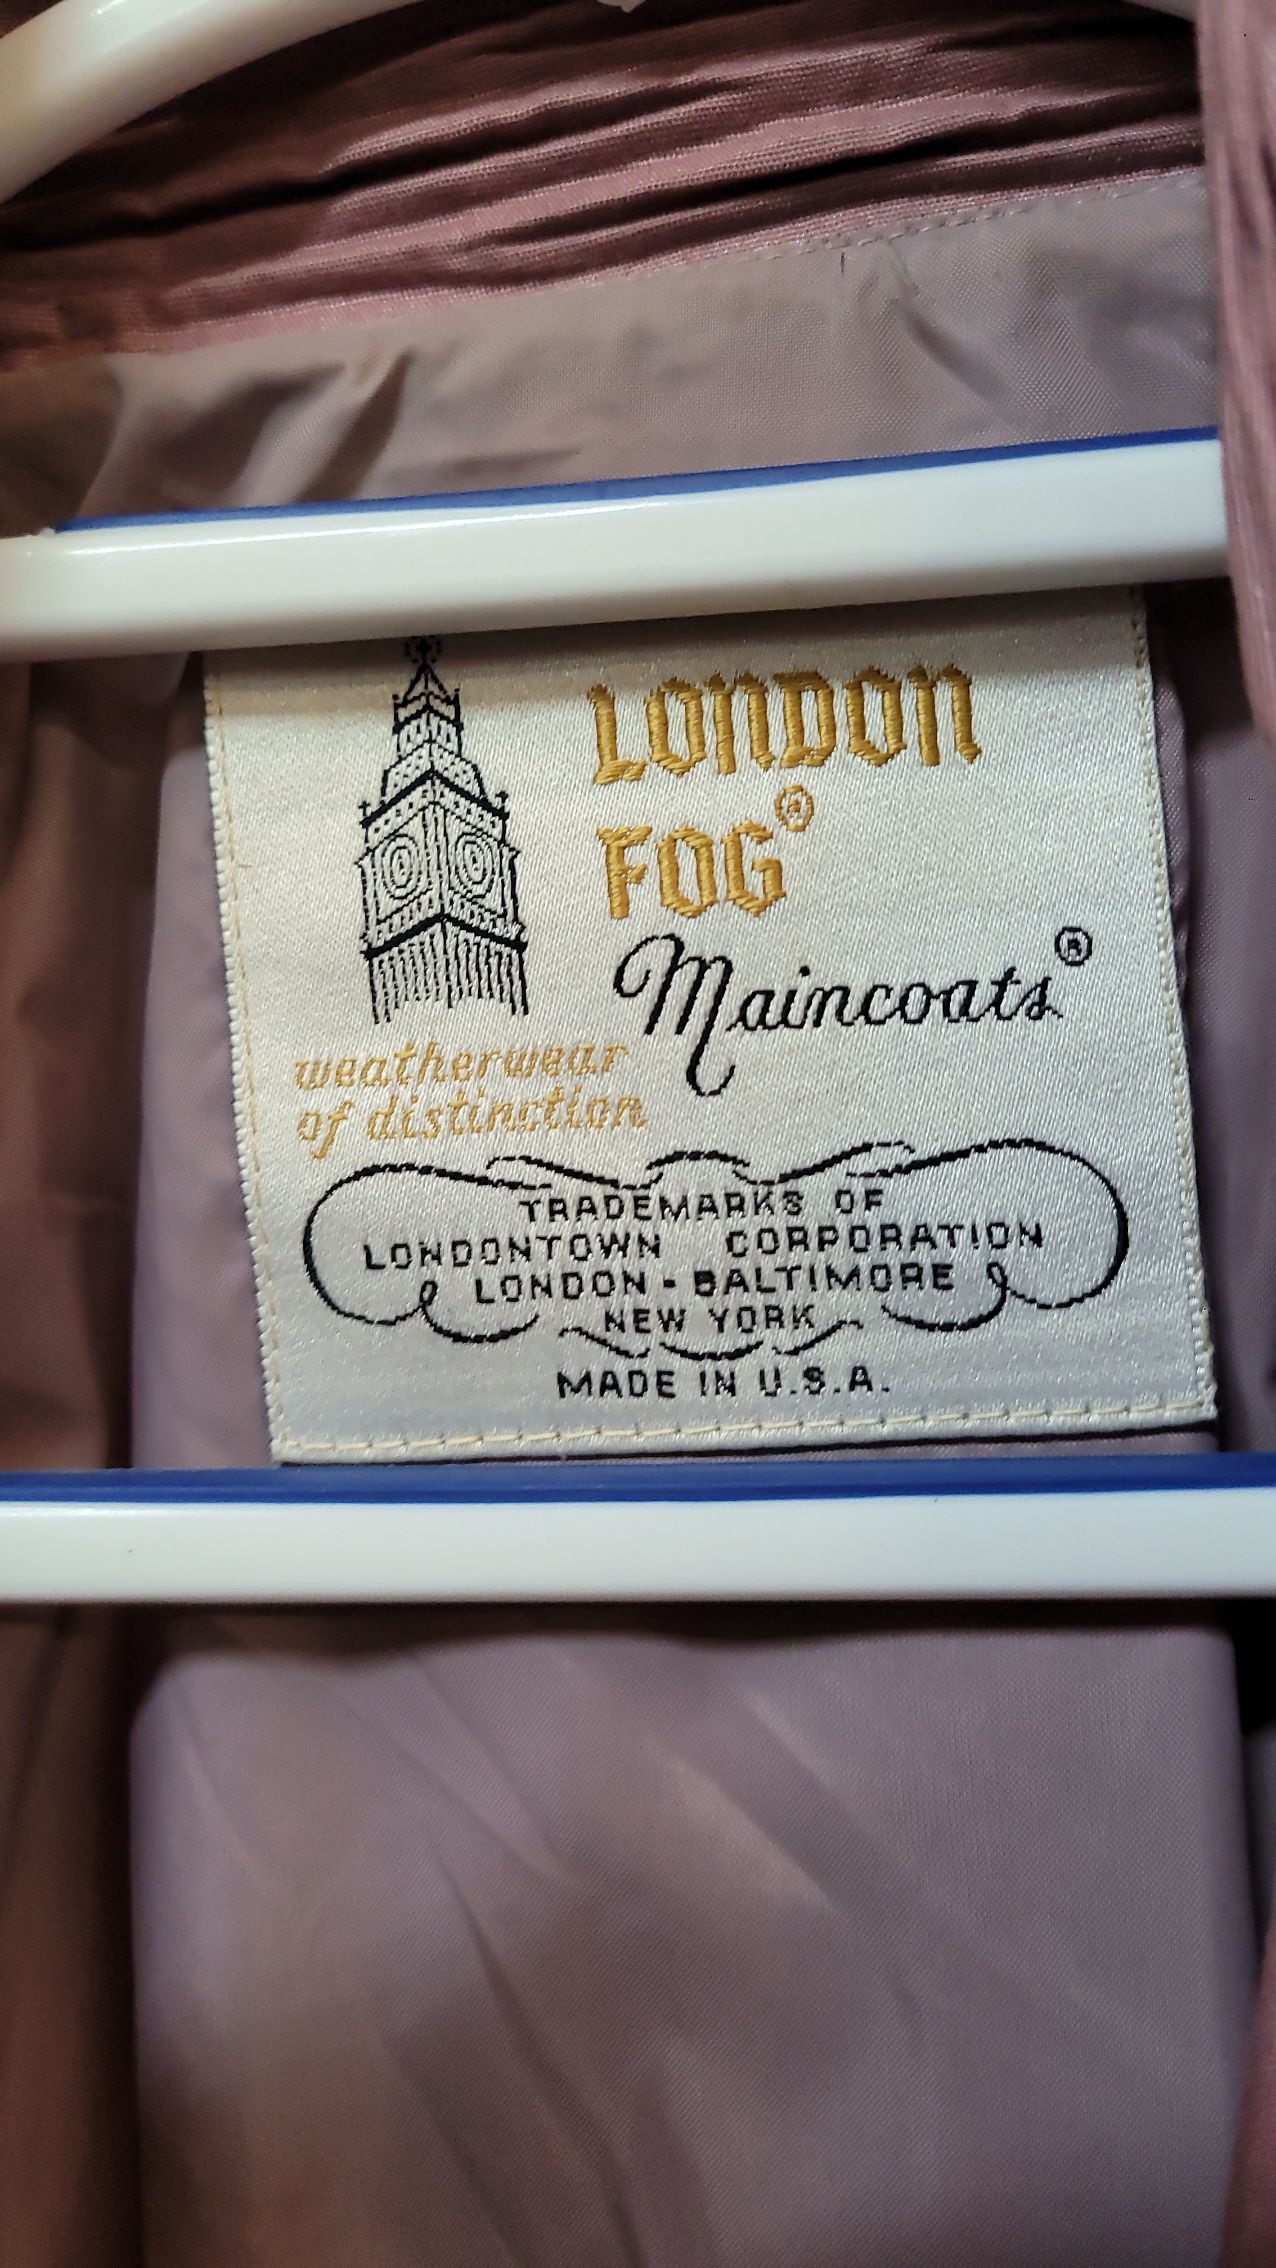 LONDON
FOG®
Maincoats®
weatherwear
of distinction
TRADEMARKS OF
LONDONTOWN CORPORATION
LONDON - BALTIMORE
NEW YORK
MADE IN U.S.A.